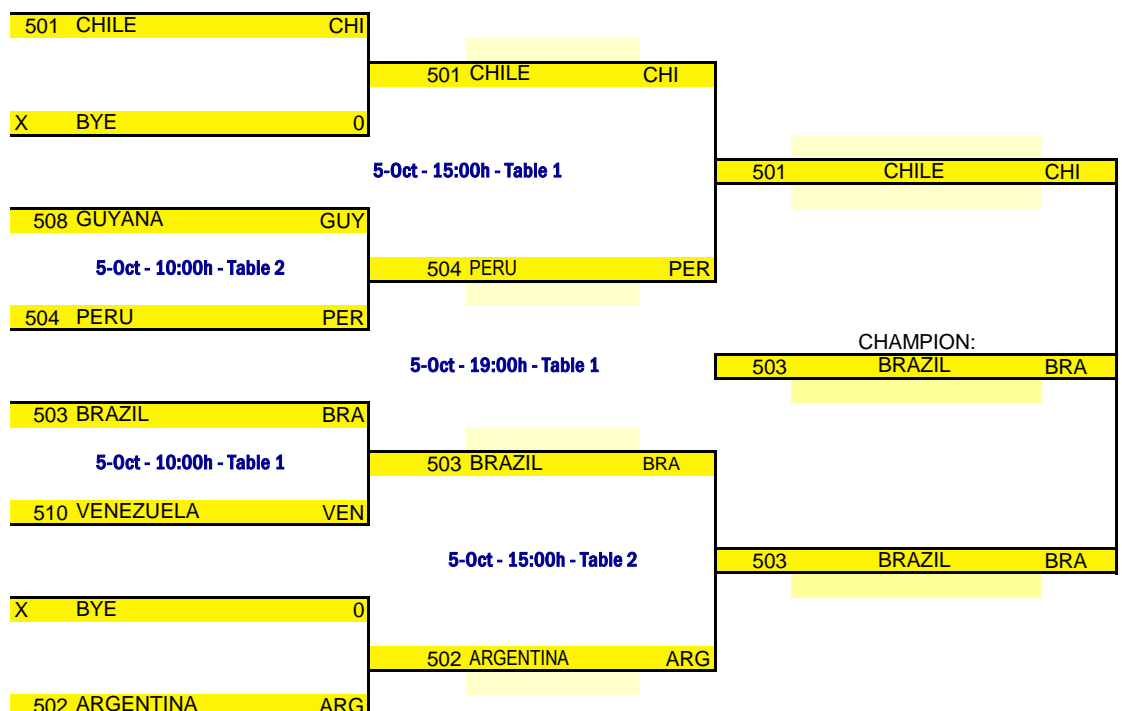 501 CHILE CHI
501 CHILE CHI
X BYE 0
5-Oct - 15:00h - Table 1
501 CHILE CHI
508 GUYANA GUY
5-Oct - 10:00h - Table 2
504 PERU PER
504 PERU PER
CHAMPION:
5-Oct - 19:00h - Table 1
503 BRAZIL BRA
503 BRAZIL BRA
5-Oct - 10:00h - Table 1
503 BRAZIL BRA
510 VENEZUELA VEN
5-Oct - 15:00h - Table 2
503 BRAZIL BRA
X BYE 0
502 ARGENTINA ARG
502 ARGENTINA ARG